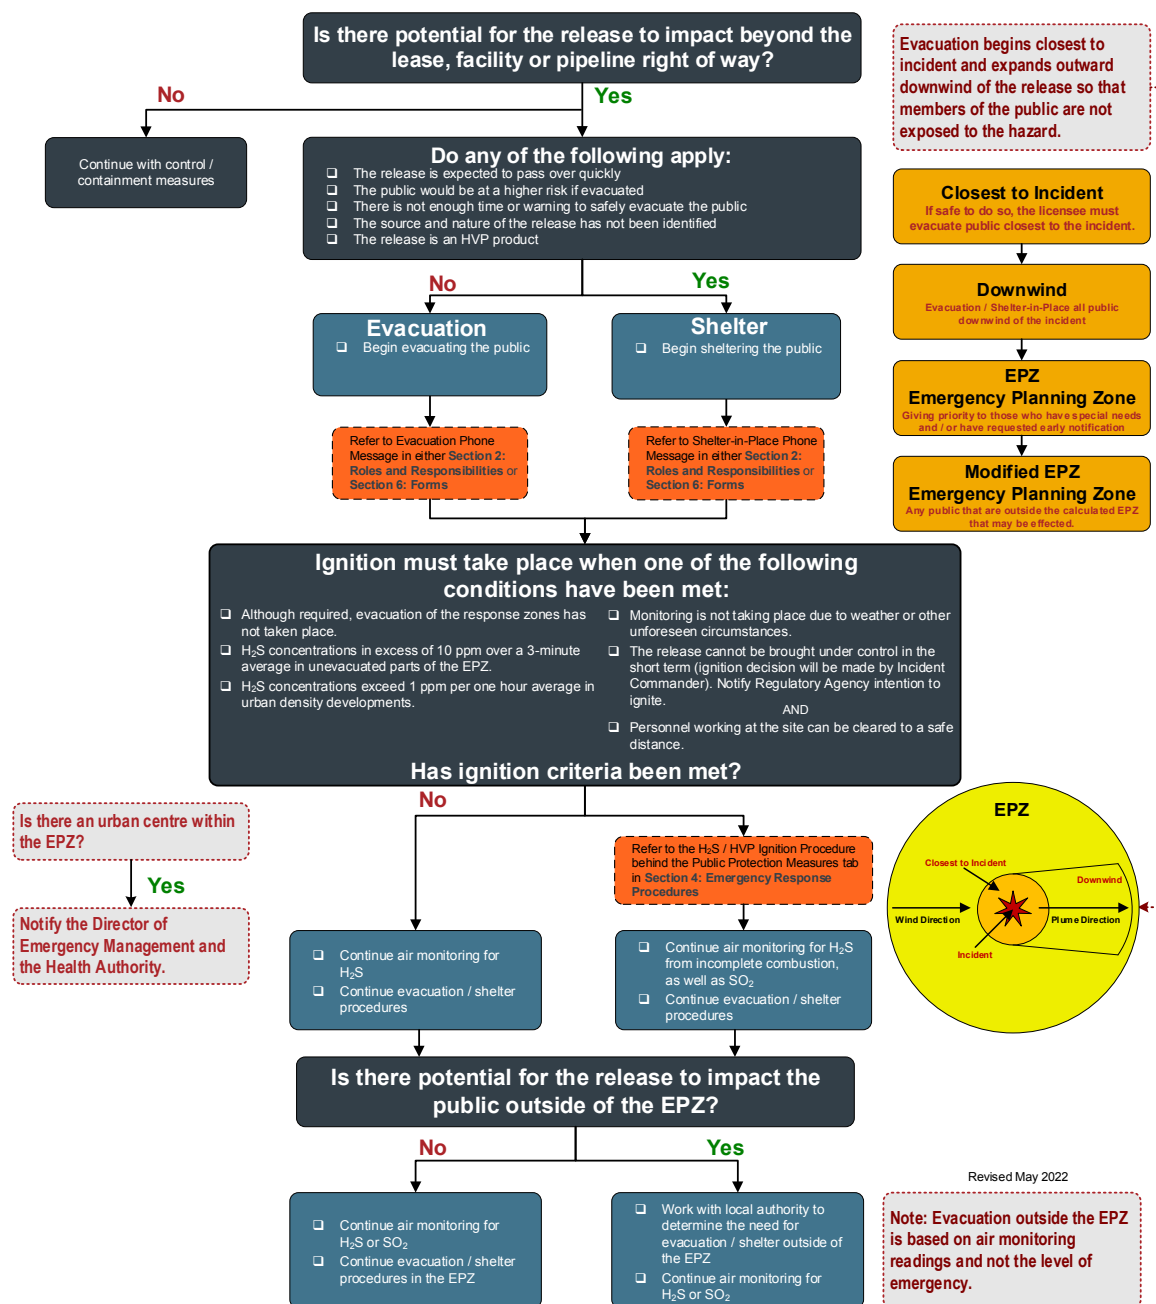 Is there potential for the release to impact beyond the
lease, facility or pipeline right of way?
No
Yes
Continue with control /
containment measures
Do any of the following apply:
The release is expected to pass over quickly
The public would be at a higher risk if evacuated
There is not enough time or warning to safely evacuate the public
The source and nature of the release has not been identified
The release is an HVP product
No
Yes
Evacuation
Begin evacuating the public
Shelter
Begin sheltering the public
Refer to Evacuation Phone
Message in either Section 2:
Roles and Responsibilities or
Section 6: Forms
Refer to Shelter-in-Place Phone
Message in either Section 2:
Roles and Responsibilities or
Section 6: Forms
Evacuation begins closest to
incident and expands outward
downwind of the release so that
members of the public are not
exposed to the hazard.
Closest to Incident
If safe to do so, the licensee must
evacuate public closest to the incident.
Downwind
Evacuation / Shelter-in-Place all public
downwind of the incident
EPZ
Emergency Planning Zone
Giving priority to those who have special needs
and / or have requested early notification
Modified EPZ
Emergency Planning Zone
Any public that are outside the calculated EPZ
that may be effected.
Ignition must take place when one of the following
conditions have been met:
Although required, evacuation of the response zones has
not taken place.
H2S concentrations in excess of 10 ppm over a 3-minute
average in unevacuated parts of the EPZ.
H2S concentrations exceed 1 ppm per one hour average in
urban density developments.
Monitoring is not taking place due to weather or other
unforeseen circumstances.
The release cannot be brought under control in the
short term (ignition decision will be made by Incident
Commander). Notify Regulatory Agency intention to
ignite.
AND
Personnel working at the site can be cleared to a safe
distance.
Has ignition criteria been met?
No
Is there an urban centre within
the EPZ?
Yes
Notify the Director of
Emergency Management and
the Health Authority.
Refer to the H2S / HVP Ignition Procedure
behind the Public Protection Measures tab
in Section 4: Emergency Response
Procedures
Continue air monitoring for
H2S
Continue evacuation / shelter
procedures
Continue air monitoring for H2S
from incomplete combustion,
as well as SO2
Continue evacuation / shelter
procedures
EPZ
Closest to Incident
Downwind
Wind Direction
Plume Direction
Incident
Is there potential for the release to impact the
public outside of the EPZ?
No
Yes
Continue air monitoring for
H2S or SO2
Continue evacuation / shelter
procedures in the EPZ
Work with local authority to
determine the need for
evacuation / shelter outside of
the EPZ
Continue air monitoring for
H2S or SO2
Revised May 2022
Note: Evacuation outside the EPZ
is based on air monitoring
readings and not the level of
emergency.